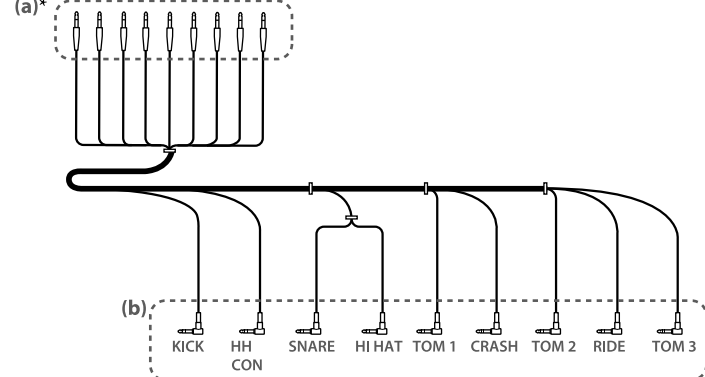 (a)*
(b)
KICK HH SNARE HI HAT TOM 1 CRASH TOM 2 RIDE TOM 3
CON